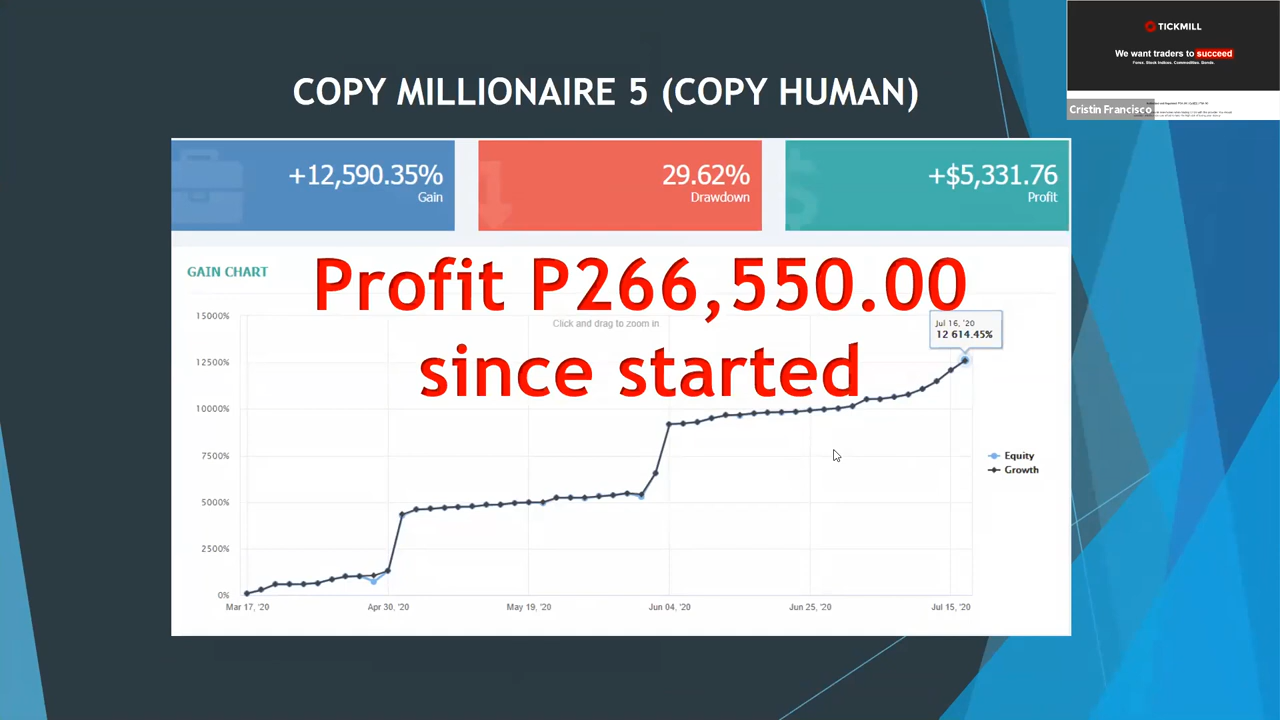 COPY MILLIONAIRE 5 (COPY HUMAN)
TICKMILL
We want traders to succeed
Forex. Stock Indices. Commodities. Bonds.
Cristin Francisco
+12,590.35%
Gain
29.62%
Drawdown
+$5,331.76
Profit
GAIN CHART
Profit P266,550.00
since started
Click and drag to zoom in
Jul 16, '20
12 614.45%
15000%
12500%
10000%
7500%
5000%
2500%
0%
Equity
Growth
Mar 17, '20
Apr 30, '20
May 19, '20
Jun 04, '20
Jun 25, '20
Jul 15, '20